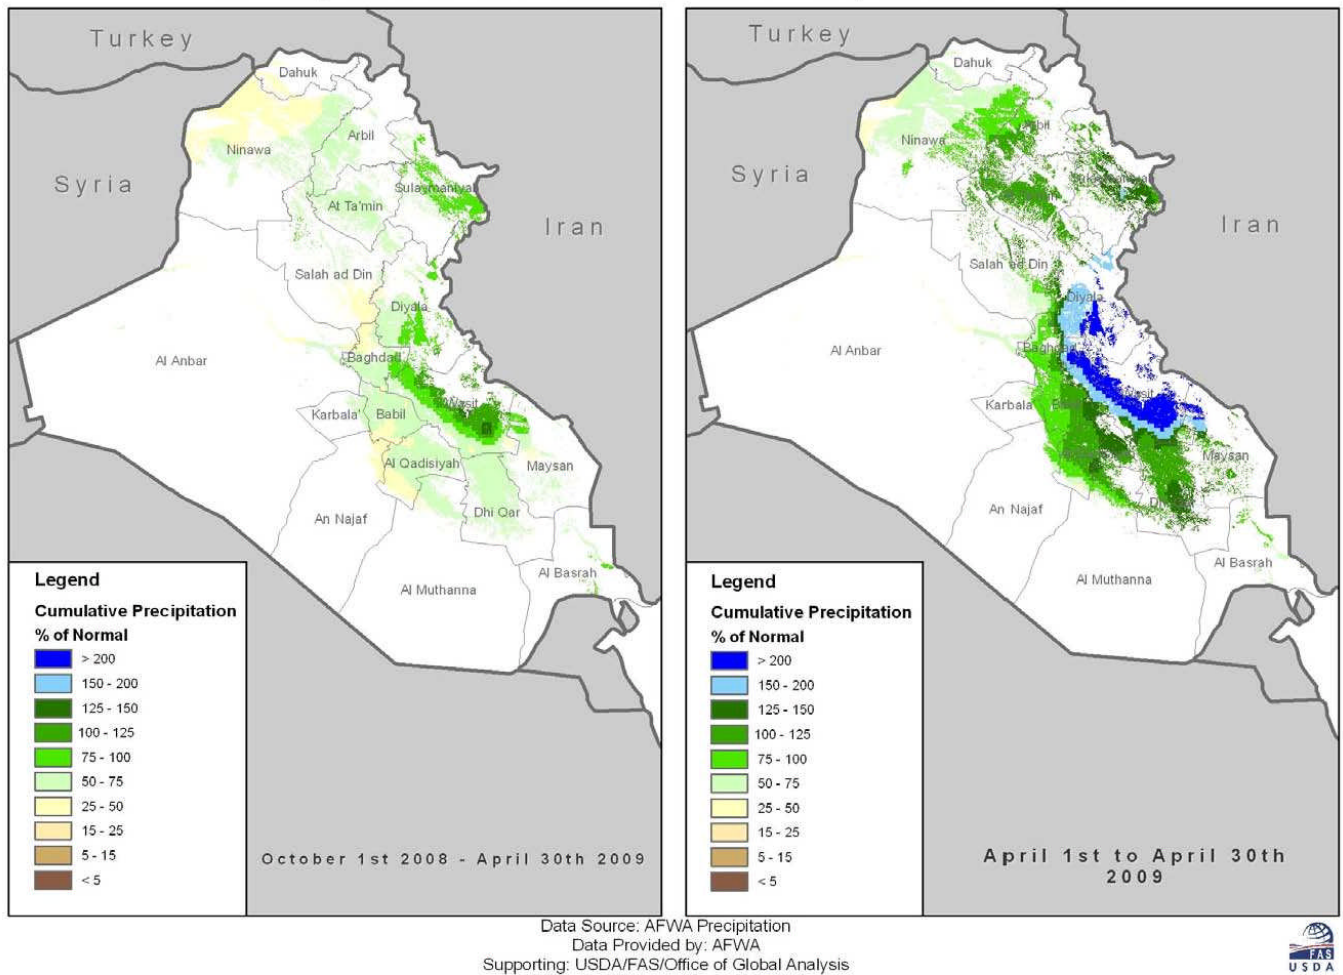 Turkey
Dahuk
Ninawa
Arbil
Syria
Sulaymaniyah
At Ta'min
Iran
Salah ad Din
Diyala
Al Anbar
Baghdad
Wasit
Karbala'
Babil
Al Qadisiyah
Maysan
An Najaf
Dhi Qar
Al Basrah
Al Muthanna
Legend
Cumulative Precipitation
% of Normal
> 200
150 - 200
125 - 150
100 - 125
75 - 100
50 - 75
25 - 50
15 - 25
5 - 15
< 5
October 1st 2008 - April 30th 2009
Turkey
Dahuk
Ninawa
Arbil
Syria
Iran
Salah ad Din
Diyala
Al Anbar
Baghdad
Karbala
Maysan
An Najaf
Al Basrah
Al Muthanna
Legend
Cumulative Precipitation
% of Normal
> 200
150 - 200
125 - 150
100 - 125
75 - 100
50 - 75
25 - 50
15 - 25
5 - 15
< 5
April 1st to April 30th
2009
Data Source: AFWA Precipitation
Data Provided by: AFWA
Supporting: USDA/FAS/Office of Global Analysis
FAS
USDA